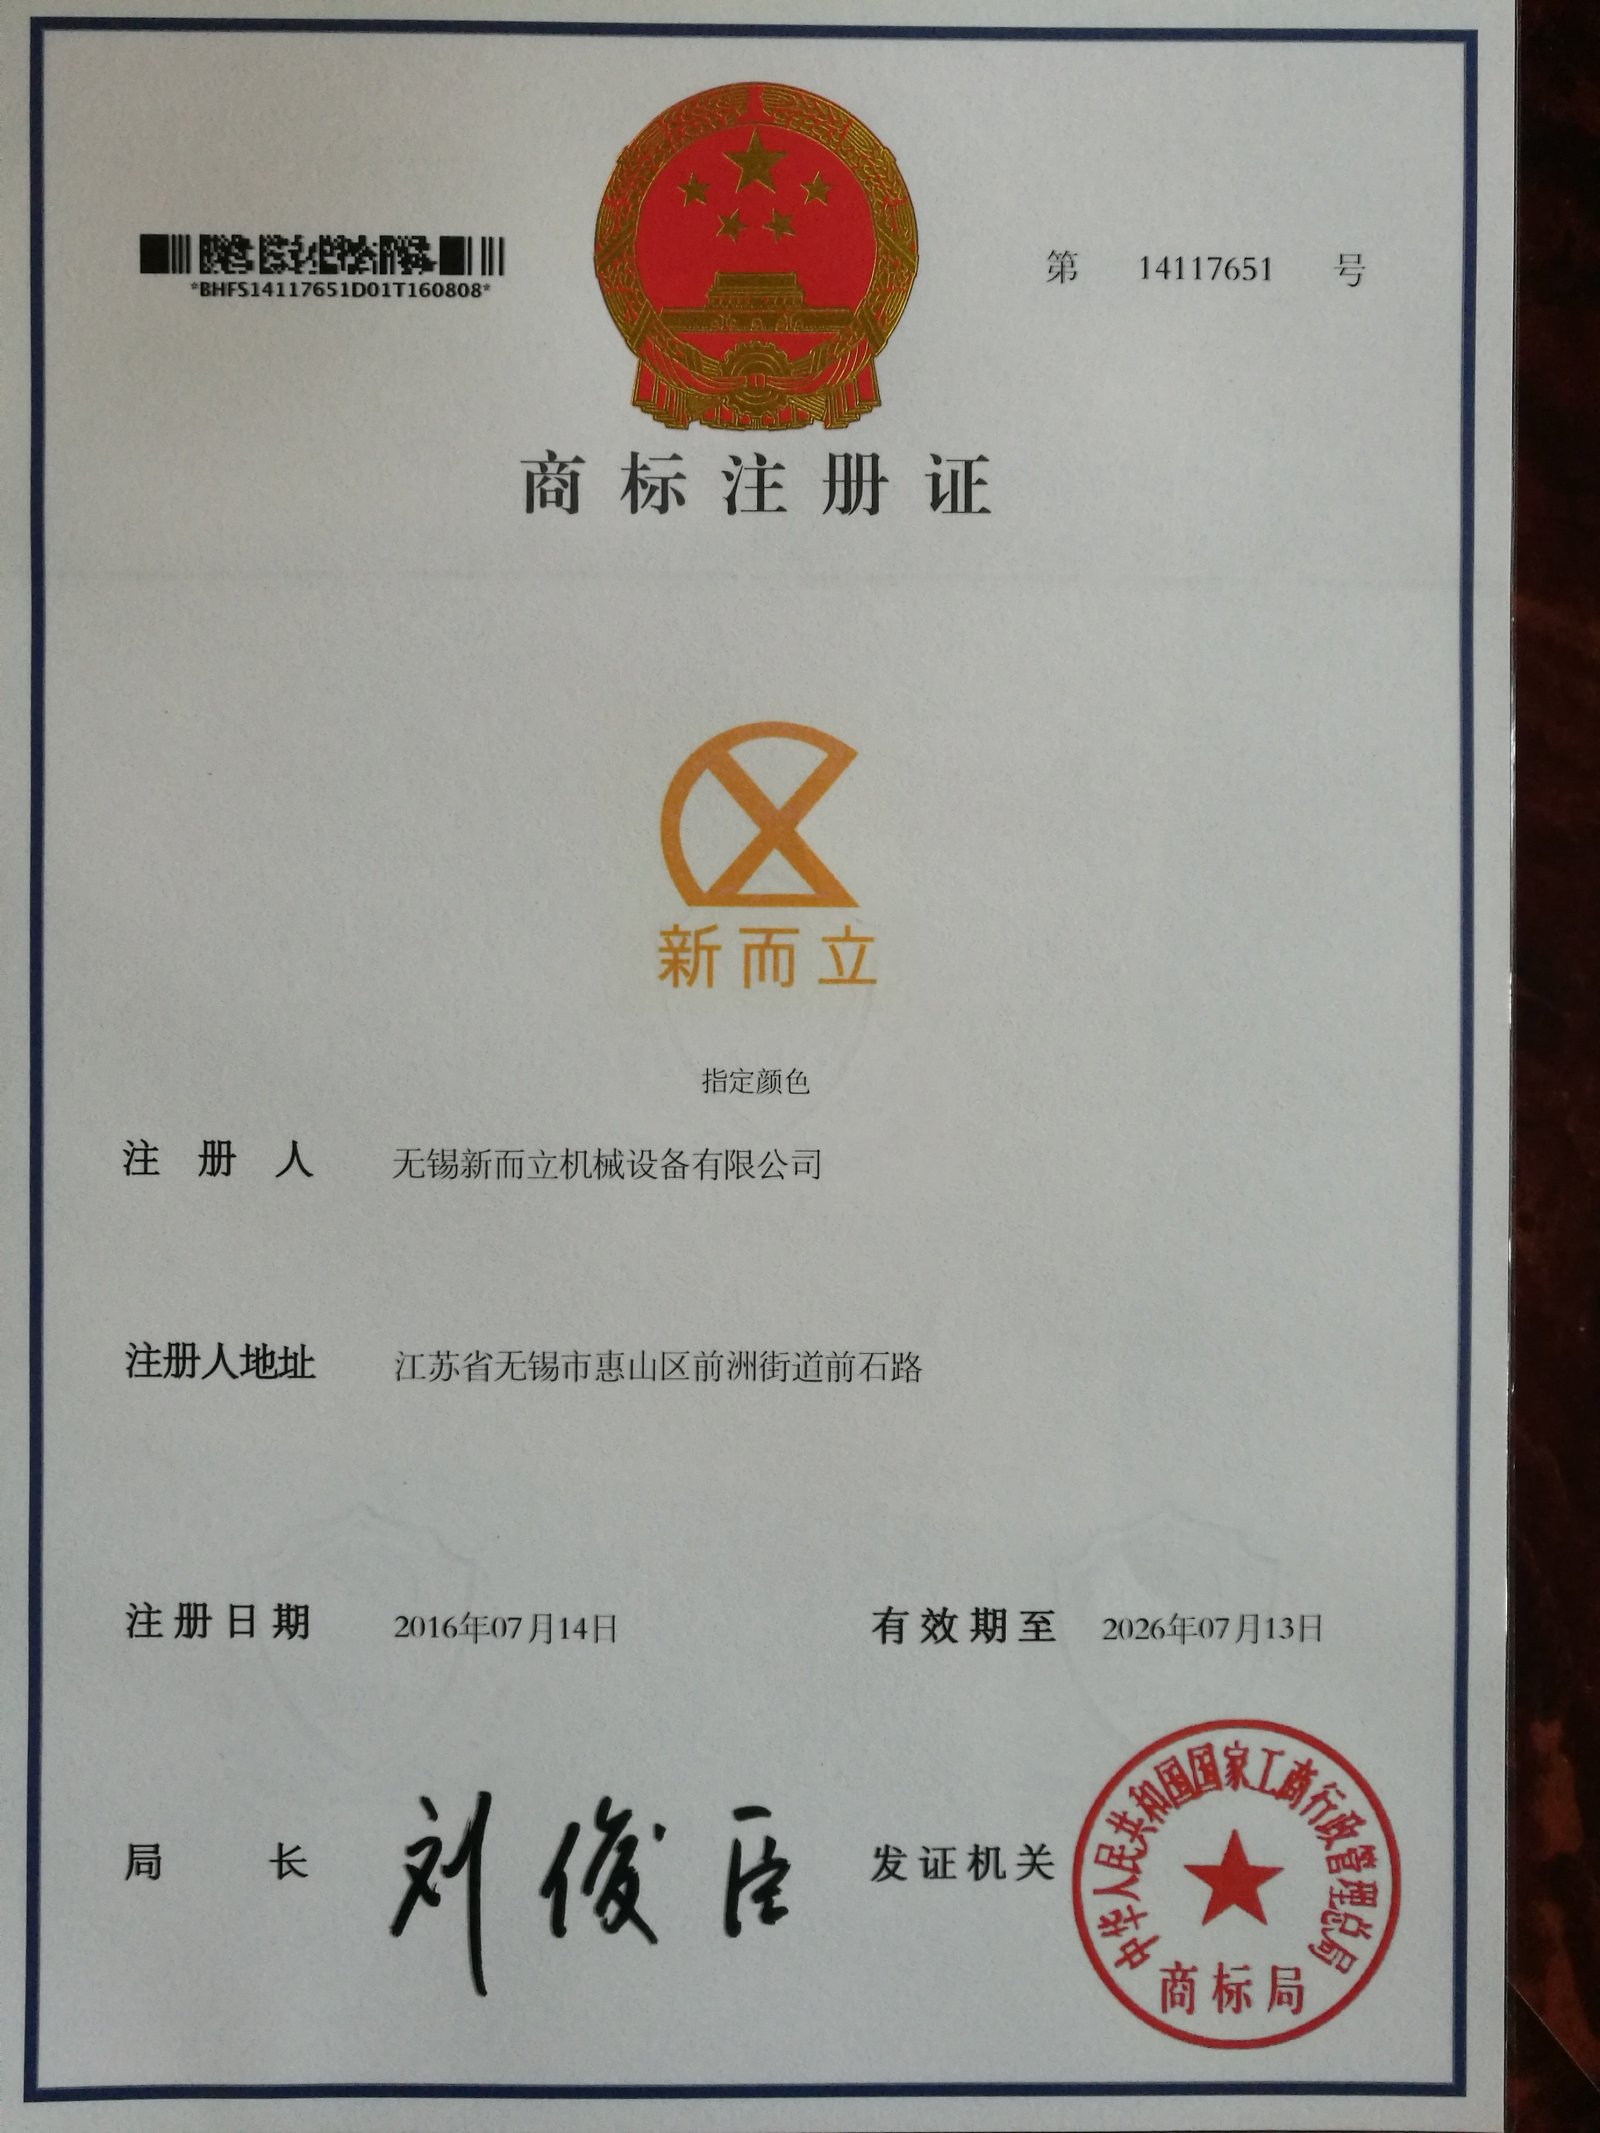 *BHFS14117651D01T160808*
第 14117651 号
商标注册证
新而立
指定颜色
注册人 无锡新而立机械设备有限公司
注册人地址 江苏省无锡市惠山区前洲街道前石路
注册日期 2016年07月14日 有效期至 2026年07月13日
局长 刘俊臣 发证机关
中华人民共和国国家工商行政管理总局
商标局